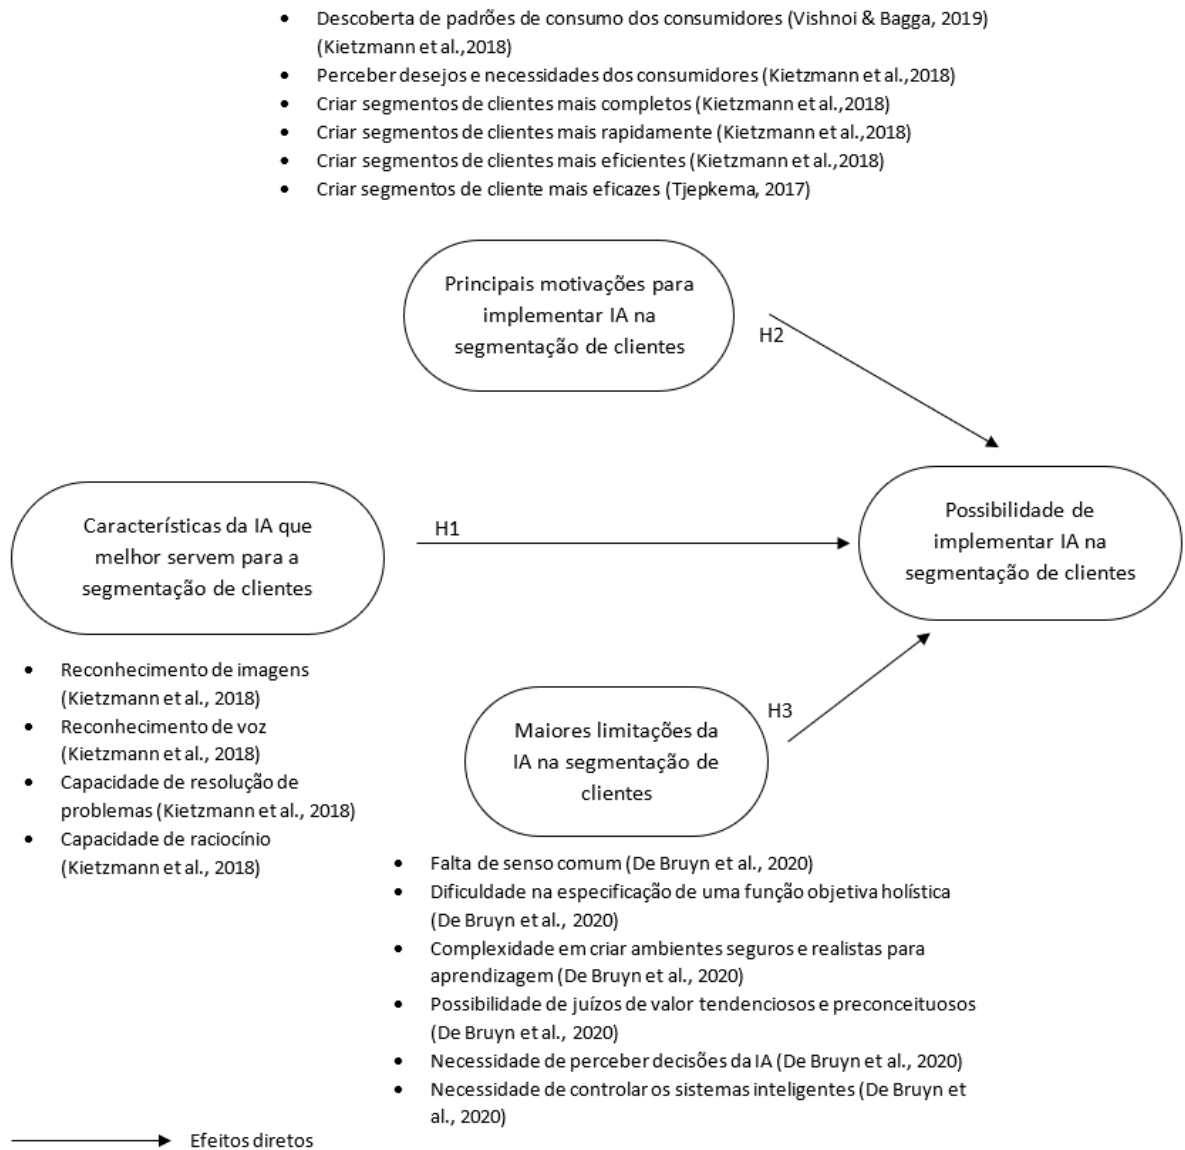 • Descoberta de padrões de consumo dos consumidores (Vishnoi & Bagga, 2019)
(Kietzmann et al.,2018)
• Perceber desejos e necessidades dos consumidores (Kietzmann et al.,2018)
• Criar segmentos de clientes mais completos (Kietzmann et al.,2018)
• Criar segmentos de clientes mais rapidamente (Kietzmann et al.,2018)
• Criar segmentos de clientes mais eficientes (Kietzmann et al.,2018)
• Criar segmentos de cliente mais eficazes (Tjepkema, 2017)
Principais motivações para
implementar IA na
segmentação de clientes
H2
Características da IA que
melhor servem para a
segmentação de clientes
H1
Possibilidade de
implementar IA na
segmentação de clientes
• Reconhecimento de imagens
(Kietzmann et al., 2018)
• Reconhecimento de voz
(Kietzmann et al., 2018)
• Capacidade de resolução de
problemas (Kietzmann et al., 2018)
• Capacidade de raciocínio
(Kietzmann et al., 2018)
H3
Maiores limitações da
IA na segmentação de
clientes
• Falta de senso comum (De Bruyn et al., 2020)
• Dificuldade na especificação de uma função objetiva holística
(De Bruyn et al., 2020)
• Complexidade em criar ambientes seguros e realistas para
aprendizagem (De Bruyn et al., 2020)
• Possibilidade de juízos de valor tendenciosos e preconceituosos
(De Bruyn et al., 2020)
• Necessidade de perceber decisões da IA (De Bruyn et al., 2020)
• Necessidade de controlar os sistemas inteligentes (De Bruyn et
al., 2020)
Efeitos diretos